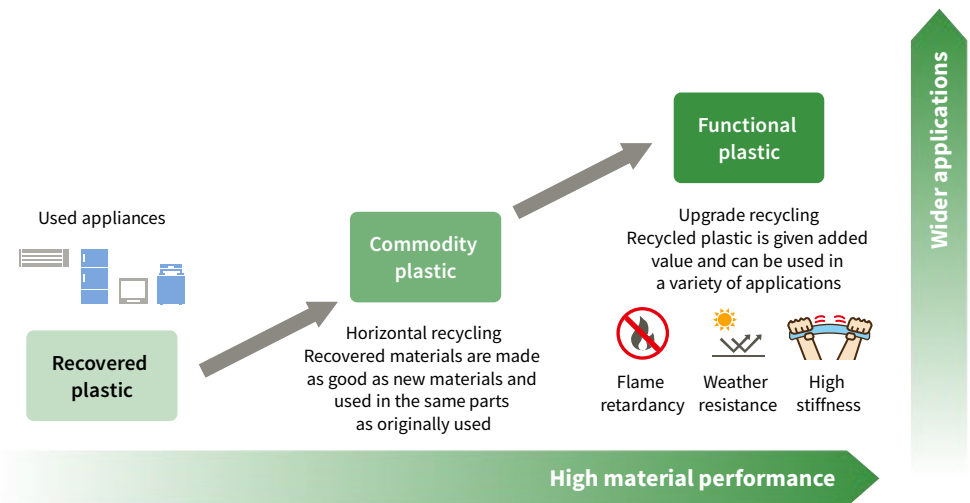 Used appliances
Recovered
plastic
Commodity
plastic
Horizontal recycling
Recovered materials are made
as good as new materials and
used in the same parts
as originally used
Functional
plastic
Upgrade recycling
Recycled plastic is given added
value and can be used in
a variety of applications
Flame
retardancy
Weather
resistance
High
stiffness
High material performance
Wider applications